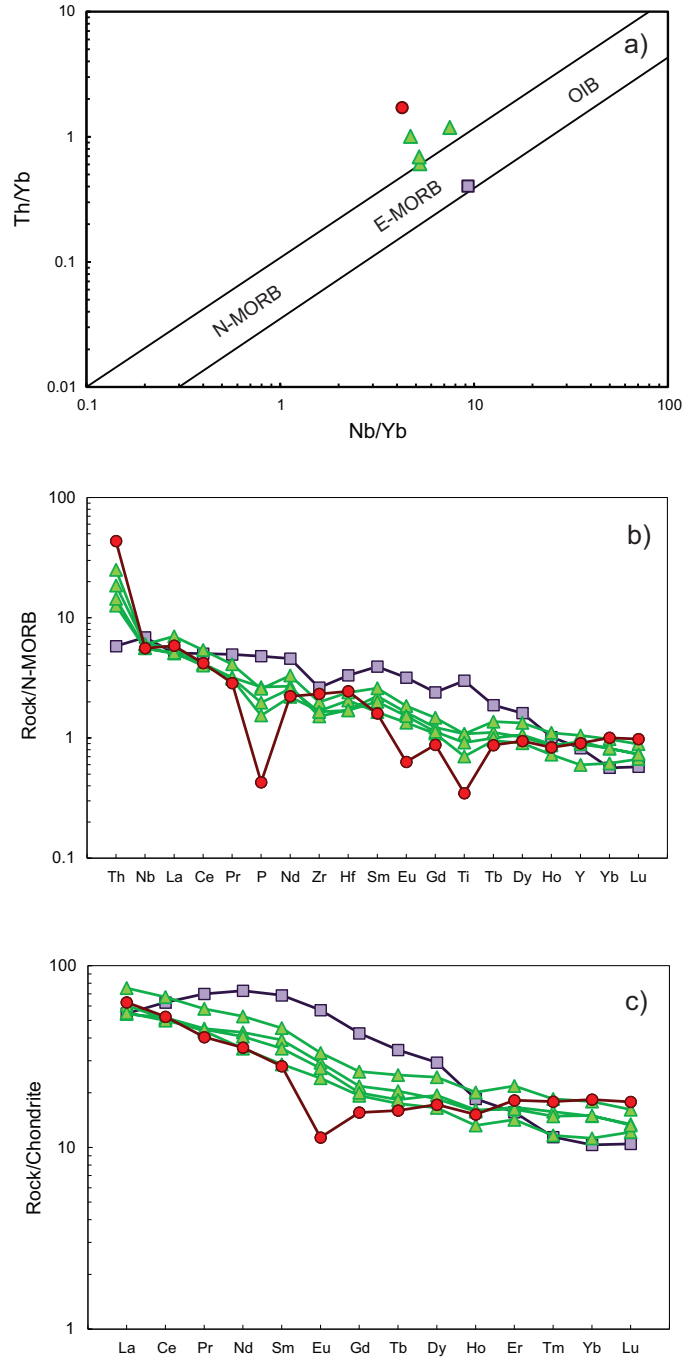 10
a)
OIB
1
Th/Yb
E-MORB
0.1
N-MORB
0.01
0.1 1 10 100
Nb/Yb
100
b)
10
Rock/N-MORB
1
0.1
Th Nb La Ce Pr P Nd Zr Hf Sm Eu Gd Ti Tb Dy Ho Y Yb Lu
100
c)
Rock/Chondrite
10
1
La Ce Pr Nd Sm Eu Gd Tb Dy Ho Er Tm Yb Lu